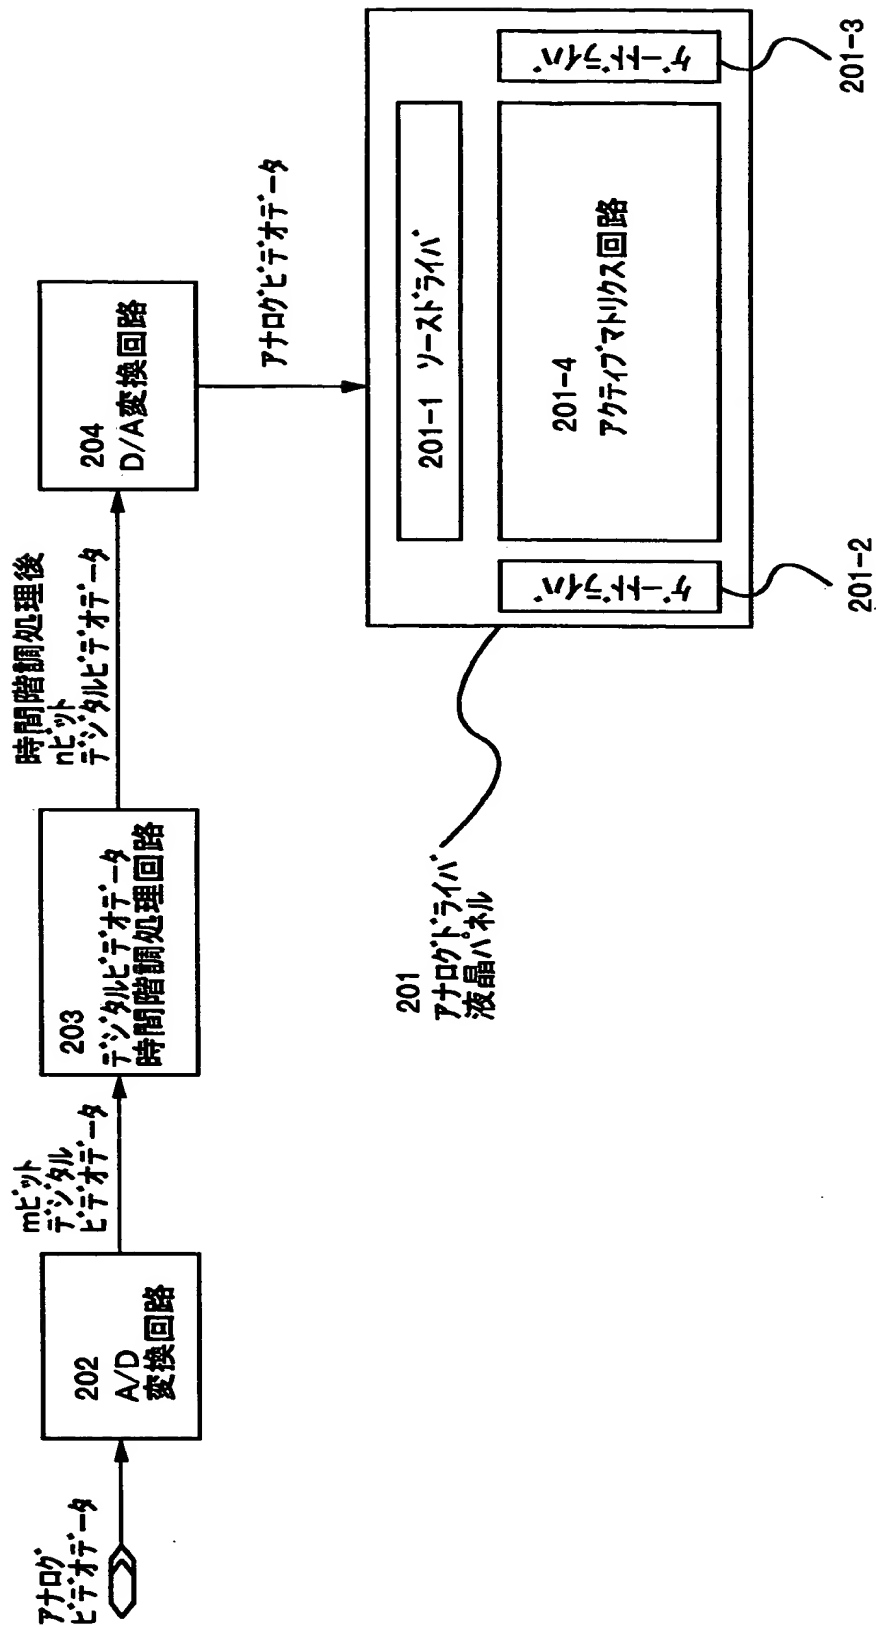 アナログ
ビデオデータ
202
A/D
変換回路
mビット
デジタル
ビデオデータ
203
デジタルビデオデータ
時間階調処理回路
時間階調処理後
nビット
デジタルビデオデータ
204
D/A変換回路
アナログビデオデータ
201
アナログドライバ
液晶パネル
201-1 ソースドライバ
ゲートドライバ
201-2
201-4
アクティブマトリクス回路
ゲートドライバ
201-3